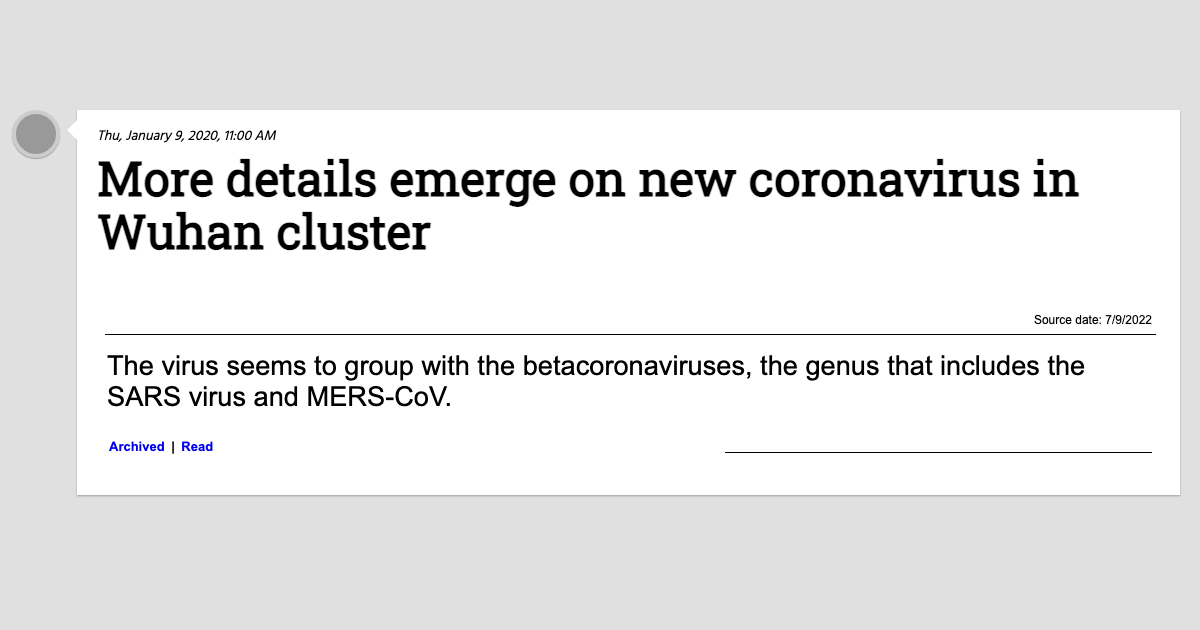 Thu, January 9, 2020, 11:00 AM
More details emerge on new coronavirus in
Wuhan cluster
Source date: 7/9/2022
The virus seems to group with the betacoronaviruses, the genus that includes the
SARS virus and MERS-CoV.
Archived | Read